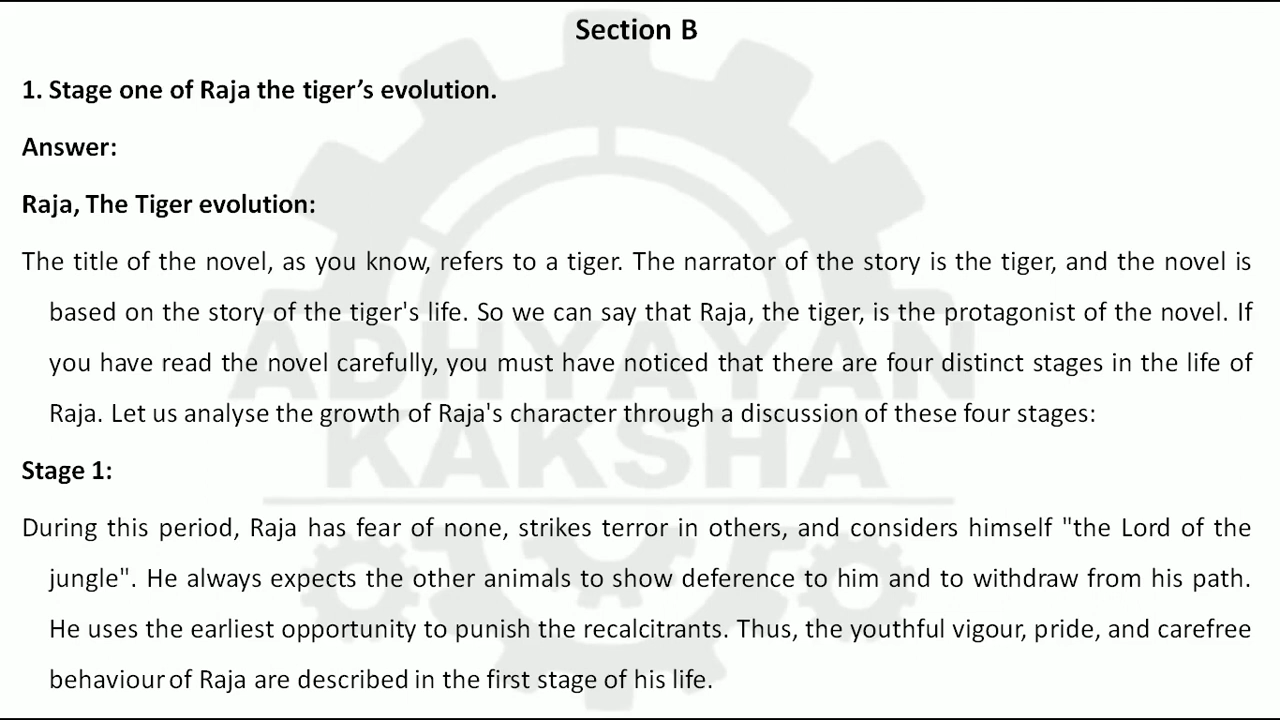 Section B
1. Stage one of Raja the tiger’s evolution.
Answer:
Raja, The Tiger evolution:
The title of the novel, as you know, refers to a tiger. The narrator of the story is the tiger, and the novel is
based on the story of the tiger's life. So we can say that Raja, the tiger, is the protagonist of the novel. If
you have read the novel carefully, you must have noticed that there are four distinct stages in the life of
Raja. Let us analyse the growth of Raja's character through a discussion of these four stages:
Stage 1:
During this period, Raja has fear of none, strikes terror in others, and considers himself "the Lord of the
jungle". He always expects the other animals to show deference to him and to withdraw from his path.
He uses the earliest opportunity to punish the recalcitrants. Thus, the youthful vigour, pride, and carefree
behaviour of Raja are described in the first stage of his life.
ADHYAYAN
KAKSHA